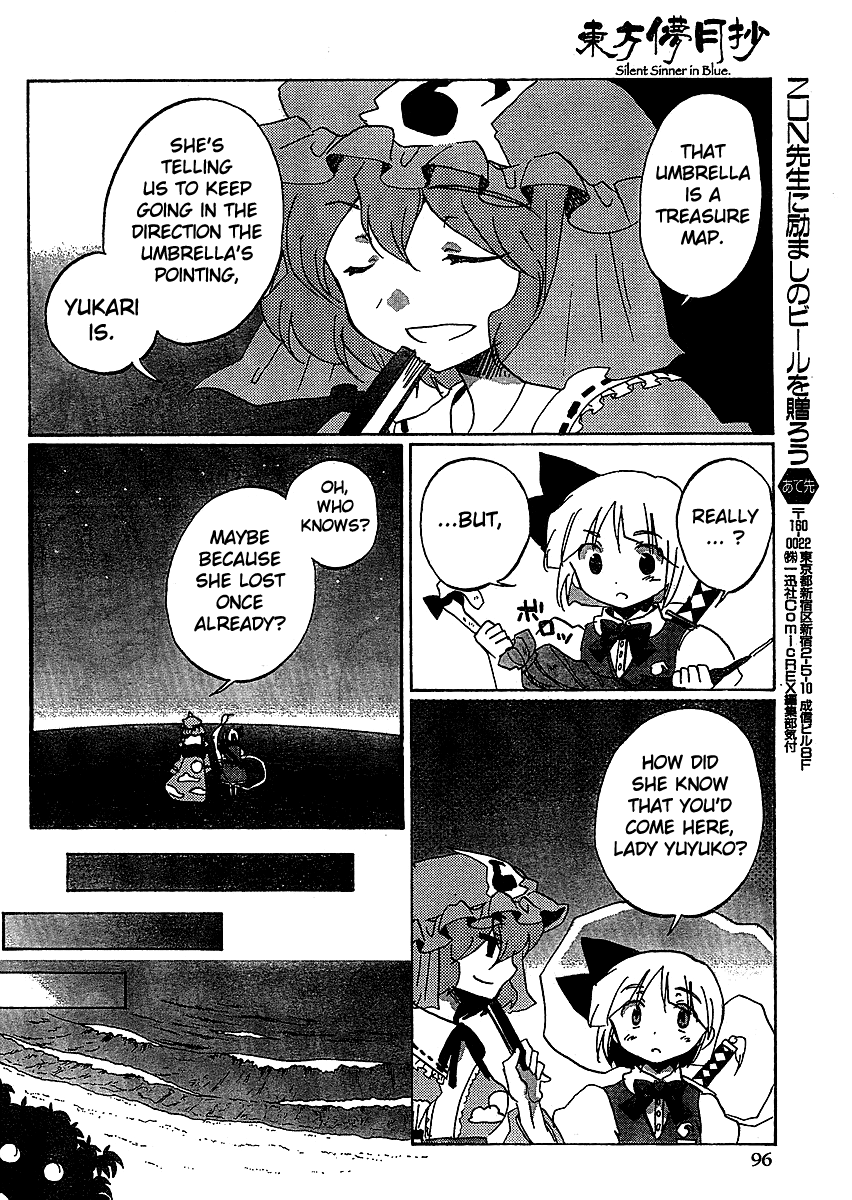 東方儚月抄
Silent Sinner in Blue.
THAT
UMBRELLA
IS A
TREASURE
MAP.
SHE'S
TELLING
US TO KEEP
GOING IN THE
DIRECTION THE
UMBRELLA'S
POINTING,
YUKARI
IS.
REALLY
... ?
...BUT,
ボロッ
HOW DID
SHE KNOW
THAT YOU'D
COME HERE,
LADY YUYUKO?
OH,
WHO
KNOWS?
MAYBE
BECAUSE
SHE LOST
ONCE
ALREADY?
ZUN先生に励ましのビールを贈ろう
あて先
〒160-0022 東京都新宿区新宿2-5-10 成信ビル8F
㈱一迅社ComicREX編集部気付
96